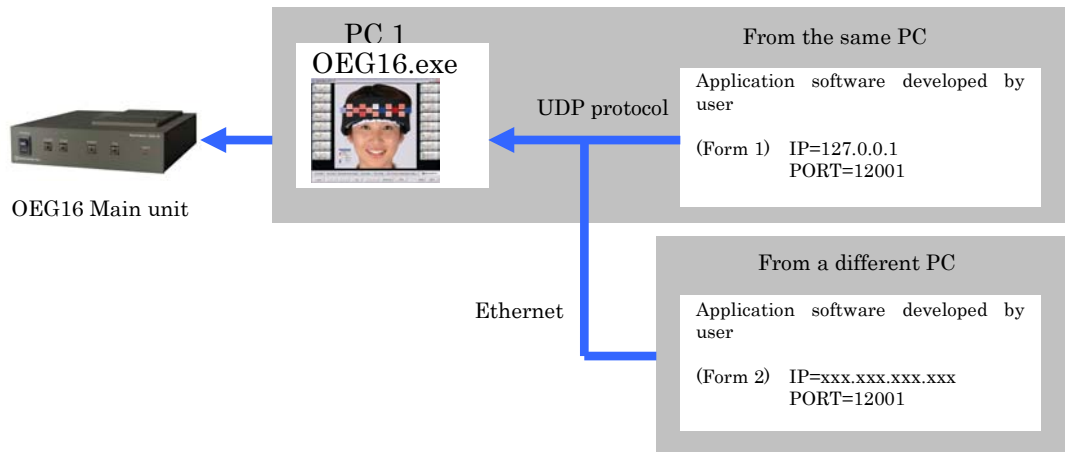 PC 1
OEG16.exe
From the same PC
Application software developed by
user
UDP protocol
(Form 1) IP=127.0.0.1
PORT=12001
OEG16 Main unit
From a different PC
Ethernet
Application software developed by
user
(Form 2) IP=xxx.xxx.xxx.xxx
PORT=12001